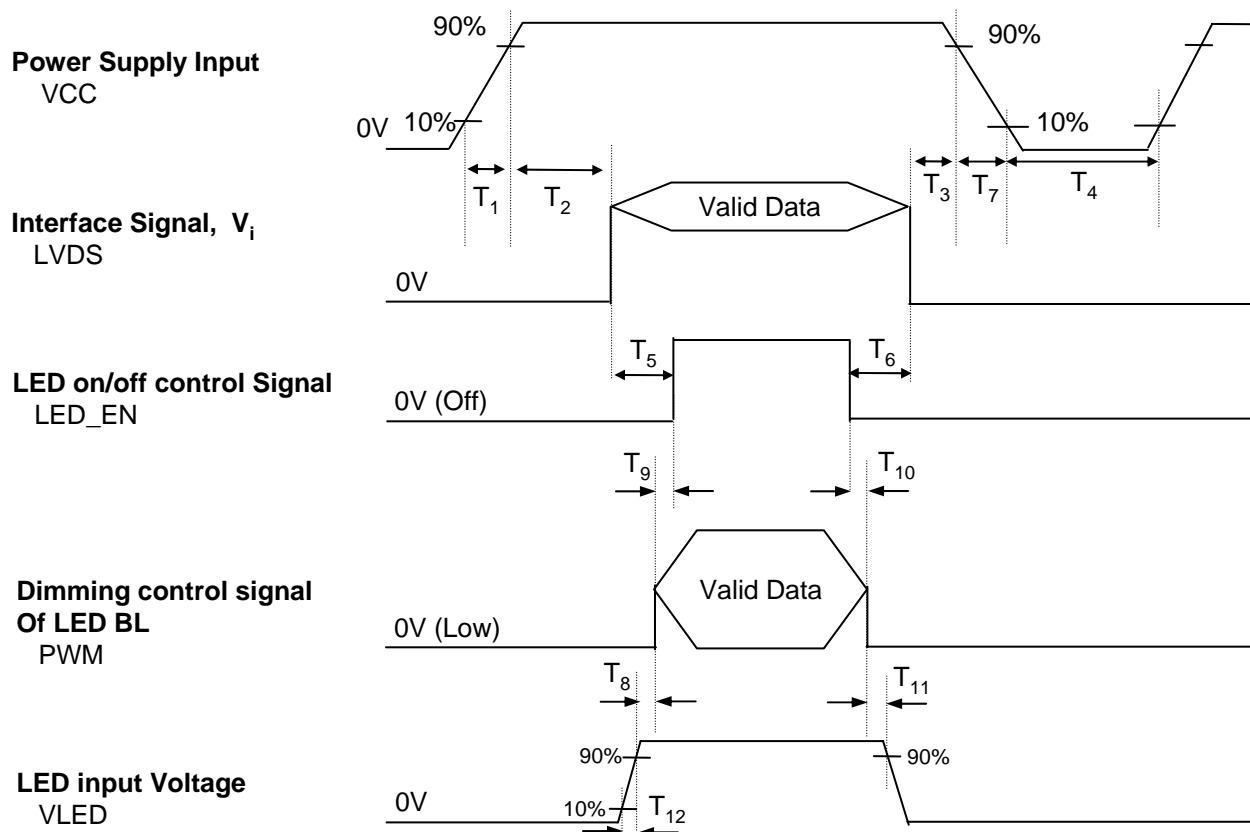 90%
90%
Power Supply Input
VCC
0V
10%
10%
T1
T2
T3
T7
T4
Valid Data
Interface Signal, Vi
LVDS
0V
T5
T6
LED on/off control Signal
LED_EN
0V (Off)
T9
T10
Dimming control signal
Of LED BL
PWM
Valid Data
0V (Low)
T8
T11
90%
90%
LED input Voltage
VLED
0V
10%
T12